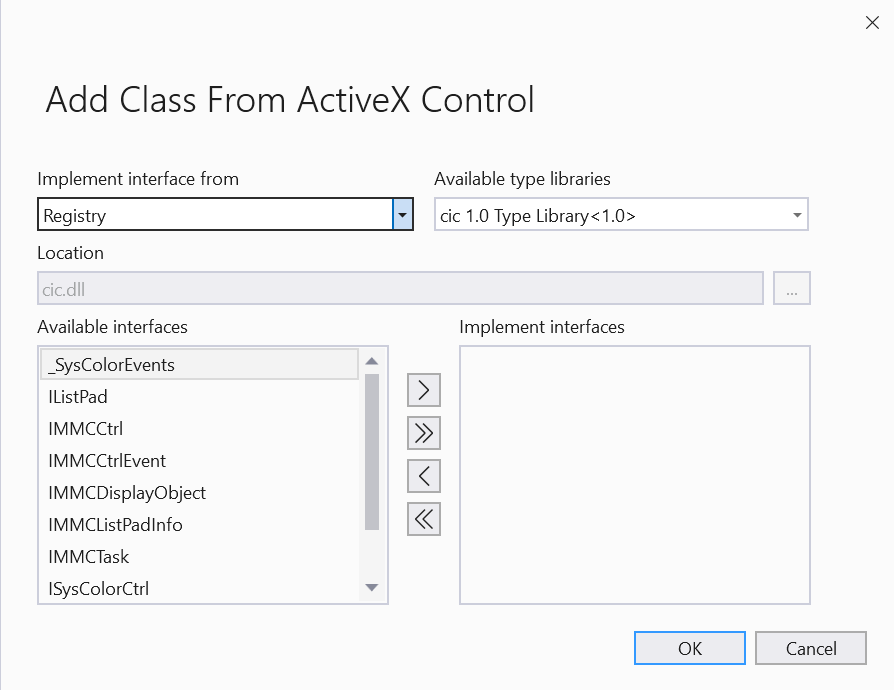 Add Class From ActiveX Control
Implement interface from
Available type libraries
Registry
cic 1.0 Type Library<1.0>
Location
cic.dll
...
Available interfaces
Implement interfaces
_SysColorEvents
IListPad
IMMCCtrl
IMMCCtrlEvent
IMMCDisplayObject
IMMCListPadInfo
IMMCTask
ISysColorCtrl
OK
Cancel